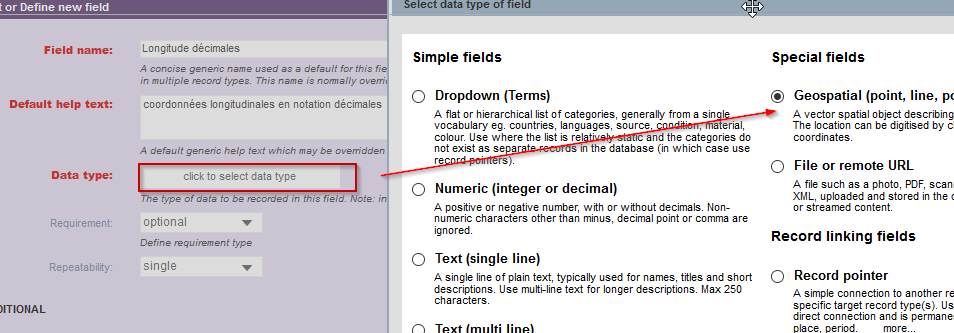 t or Define new field
Field name:
Longitude décimales
A concise generic name used as a default for this fie
in multiple record types. This name is normally overri
Default help text:
coordonnées longitudinales en notation décimales
A default generic help text which may be overridden
Data type:
click to select data type
The type of data to be recorded in this field. Note: in
Requirement:
optional
Define requirement type
Repeatability:
single
DITIONAL
Select data type of field
Simple fields
Dropdown (Terms)
A flat or hierarchical list of categories, generally from a single
vocabulary eg. countries, languages, source, condition, material,
colour. Use where the list is relatively static and the categories do
not exist as separate records in the database (in which case use
record pointers).
Numeric (integer or decimal)
A positive or negative number, with or without decimals. Non-
numeric characters other than minus, decimal point or comma are
ignored.
Text (single line)
A single line of plain text, typically used for names, titles and short
descriptions. Use multi-line text for longer descriptions. Max 250
characters.
Text (multi line)
Special fields
Geospatial (point, line, po
A vector spatial object describing
The location can be digitised by c
coordinates.
File or remote URL
A file such as a photo, PDF, scan
XML, uploaded and stored in the d
or streamed content.
Record linking fields
Record pointer
A simple connection to another re
specific target record type(s). Us
direct connection and is permane
place, period. more...